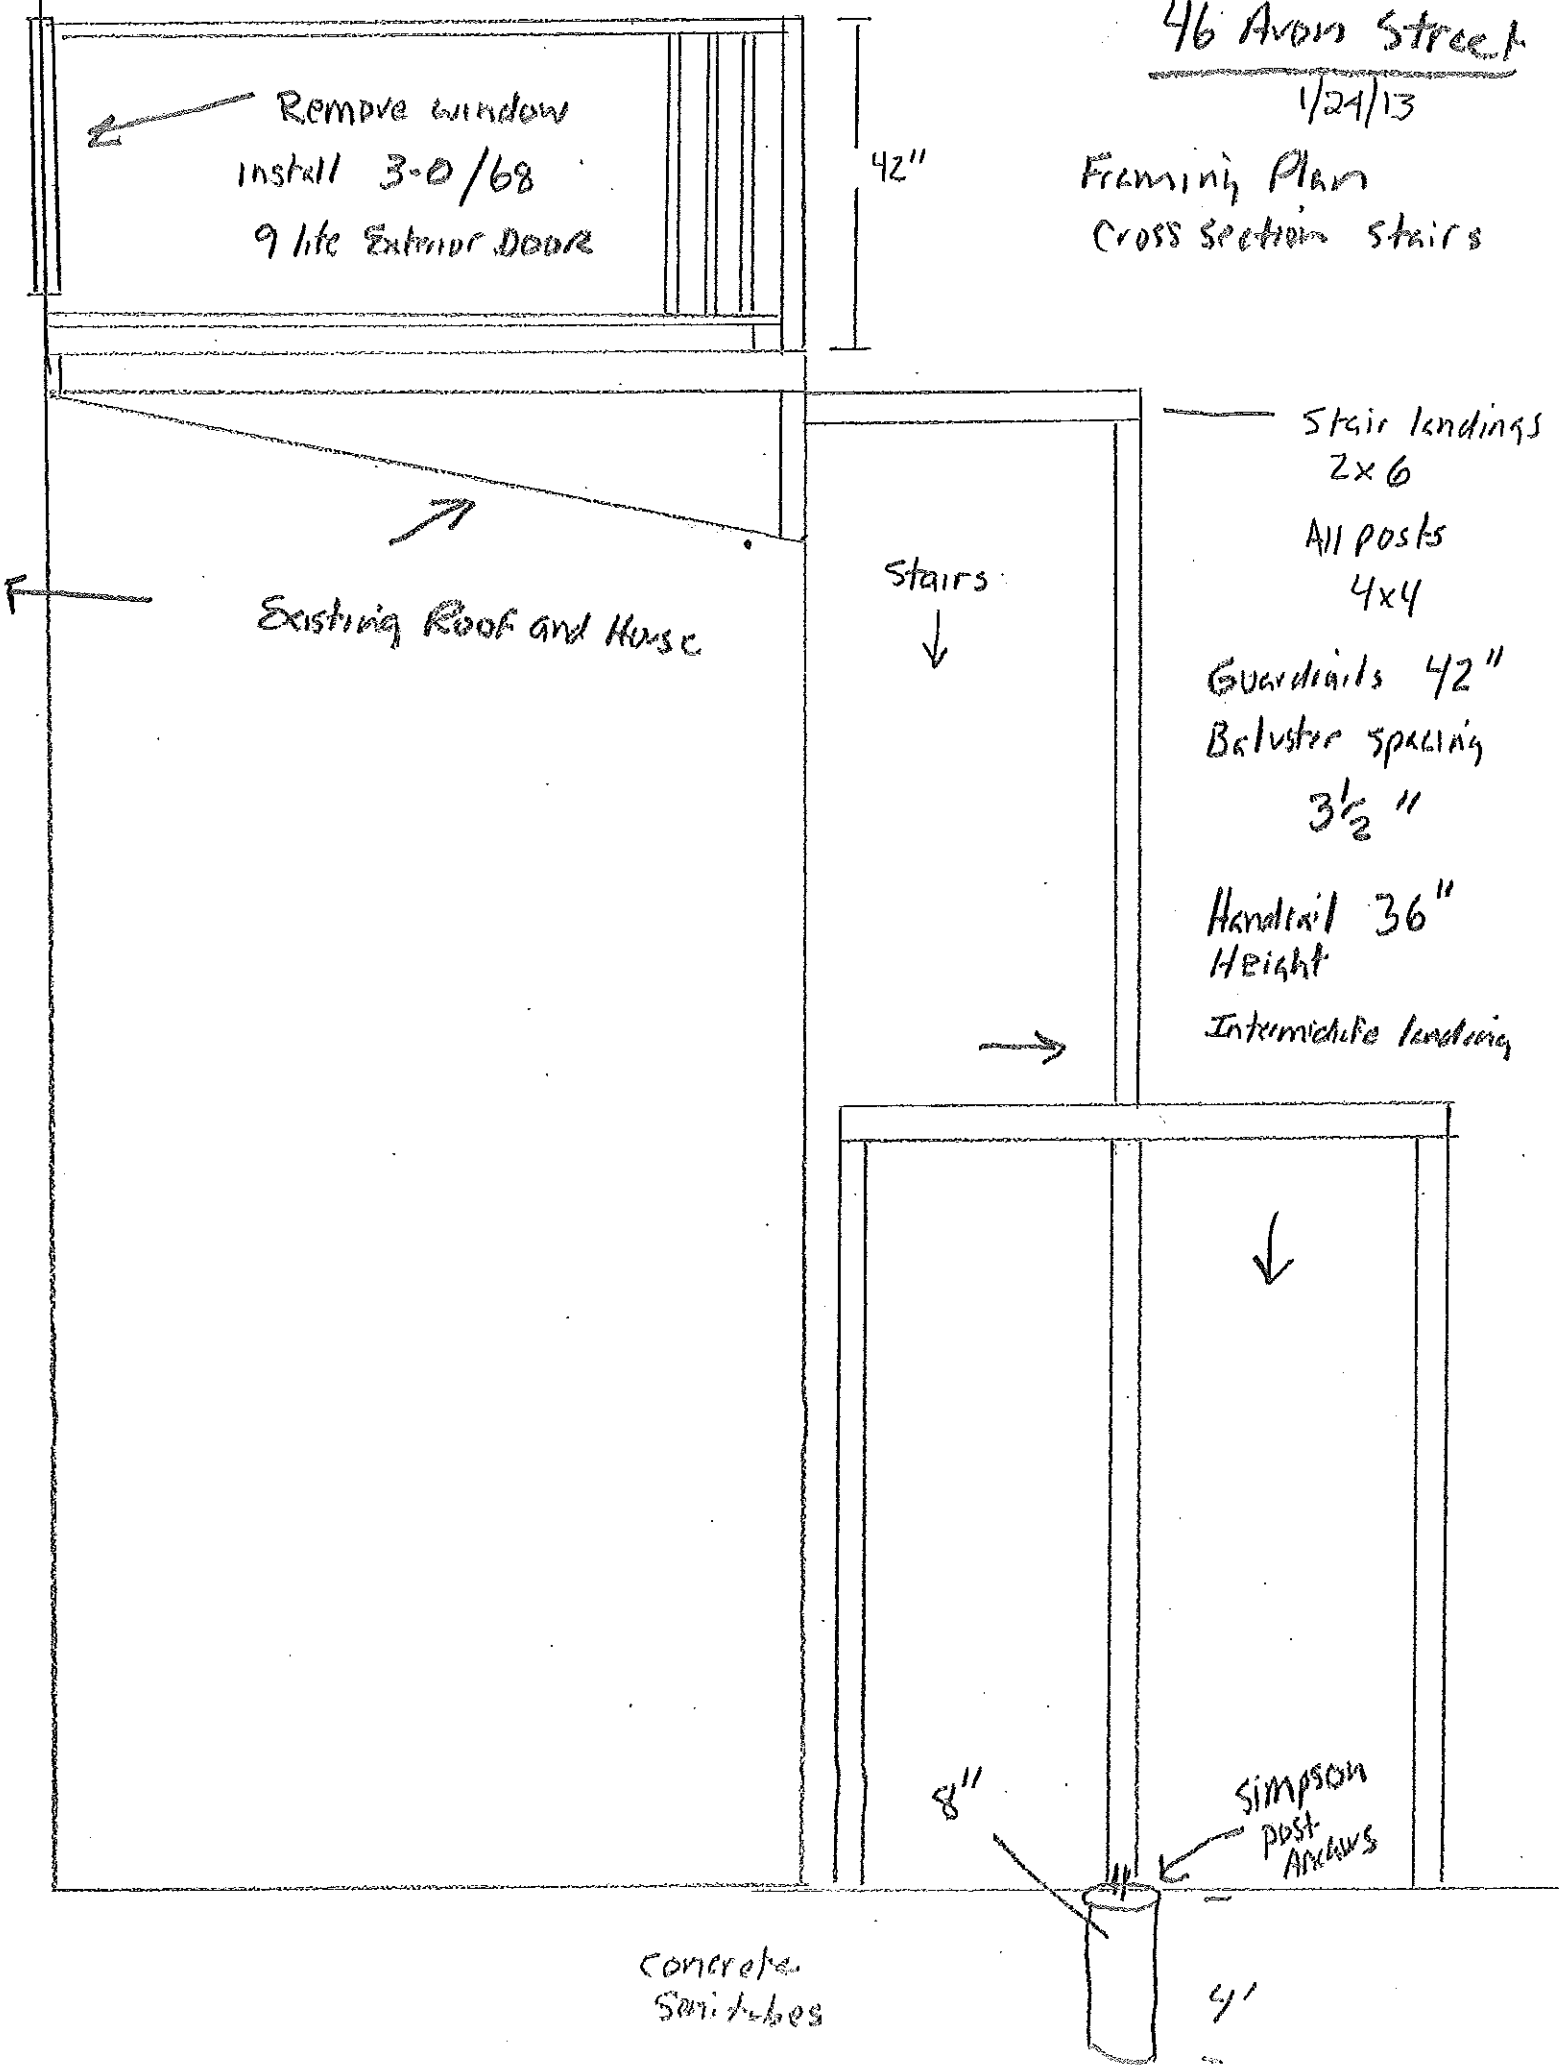 46 Avon Street
1/24/13
Framing Plan
Cross Section Stairs
Remove window
install 3-0/68
9 lite Exterior Door
42"
Stair landings
2x6
All posts
4x4
Guardrails 42"
Baluster spacing
3 1/2 "
Handrail 36"
Height
Intermediate landing
Existing Roof and House
Stairs
8"
Simpson
post
Anchors
Concrete
Sonitubes
4'